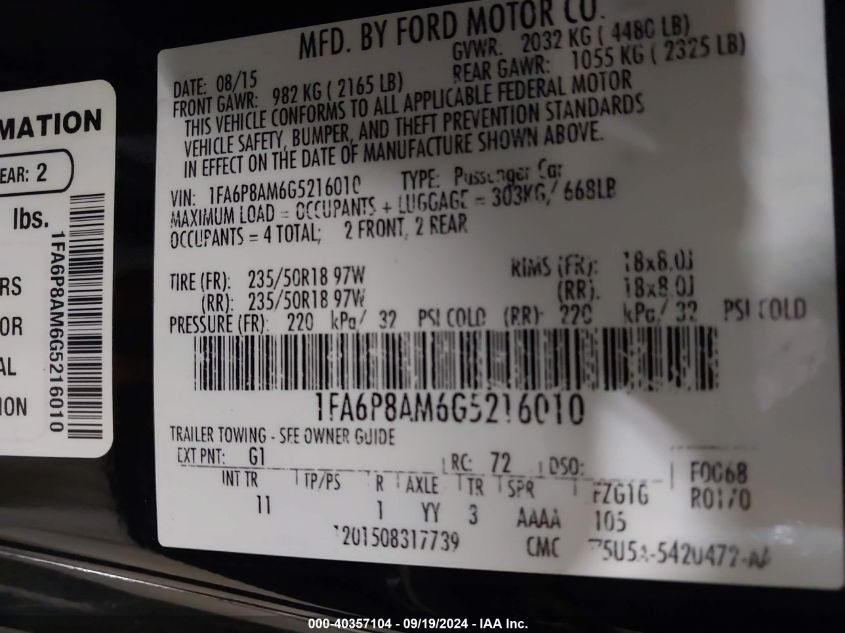 MATION
EAR: 2
lbs.
RS
OR
AL
ION
1FA6P8AM6G5216010
MFD. BY FORD MOTOR CO.
DATE: 08/15 GVWR: 2032 KG ( 4480 LB)
FRONT GAWR: 982 KG ( 2165 LB) REAR GAWR: 1055 KG ( 2325 LB)
THIS VEHICLE CONFORMS TO ALL APPLICABLE FEDERAL MOTOR
VEHICLE SAFETY, BUMPER, AND THEFT PREVENTION STANDARDS
IN EFFECT ON THE DATE OF MANUFACTURE SHOWN ABOVE.
VIN: 1FA6P8AM6G5216010 TYPE: Passenger Car
MAXIMUM LOAD = OCCUPANTS + LUGGAGE = 303KG/ 668LB
OCCUPANTS = 4 TOTAL; 2 FRONT, 2 REAR
TIRE (FR): 235/50R18 97W RIMS (FR): 18x8.0J
(RR): 235/50R18 97W (RR). 18x8.0J
PRESSURE (FR): 220 kPa/ 32 PSI COLD (RR): 220 kPa/ 32 PSI COLD
1FA6P8AM6G5216010
TRAILER TOWING - SEE OWNER GUIDE
EXT PNT: G1 RC: 72 DSO: F0C68
INT TR TP/PS R AXLE TR SPR FZG1G R0170
11 1 YY 3 AAAA 105
201508317739 CMC
000-40357104 - 09/19/2024 - IAA Inc.